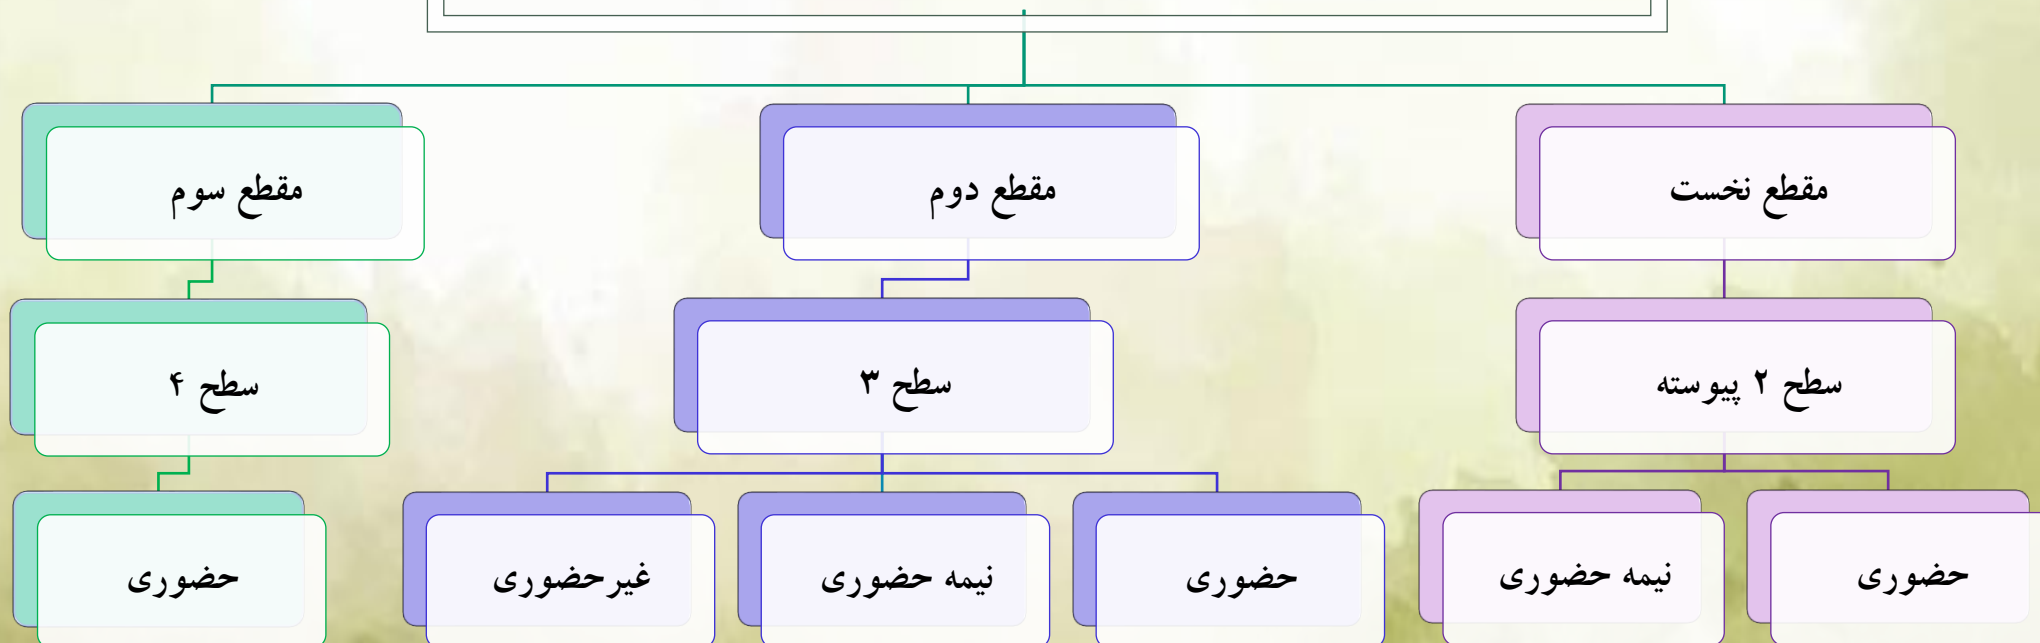 مقطع نخست
مقطع دوم
مقطع سوم
سطح ۲ پیوسته
سطح ۳
سطح ۴
حضوری
نیمه حضوری
حضوری
نیمه حضوری
غیرحضوری
حضوری